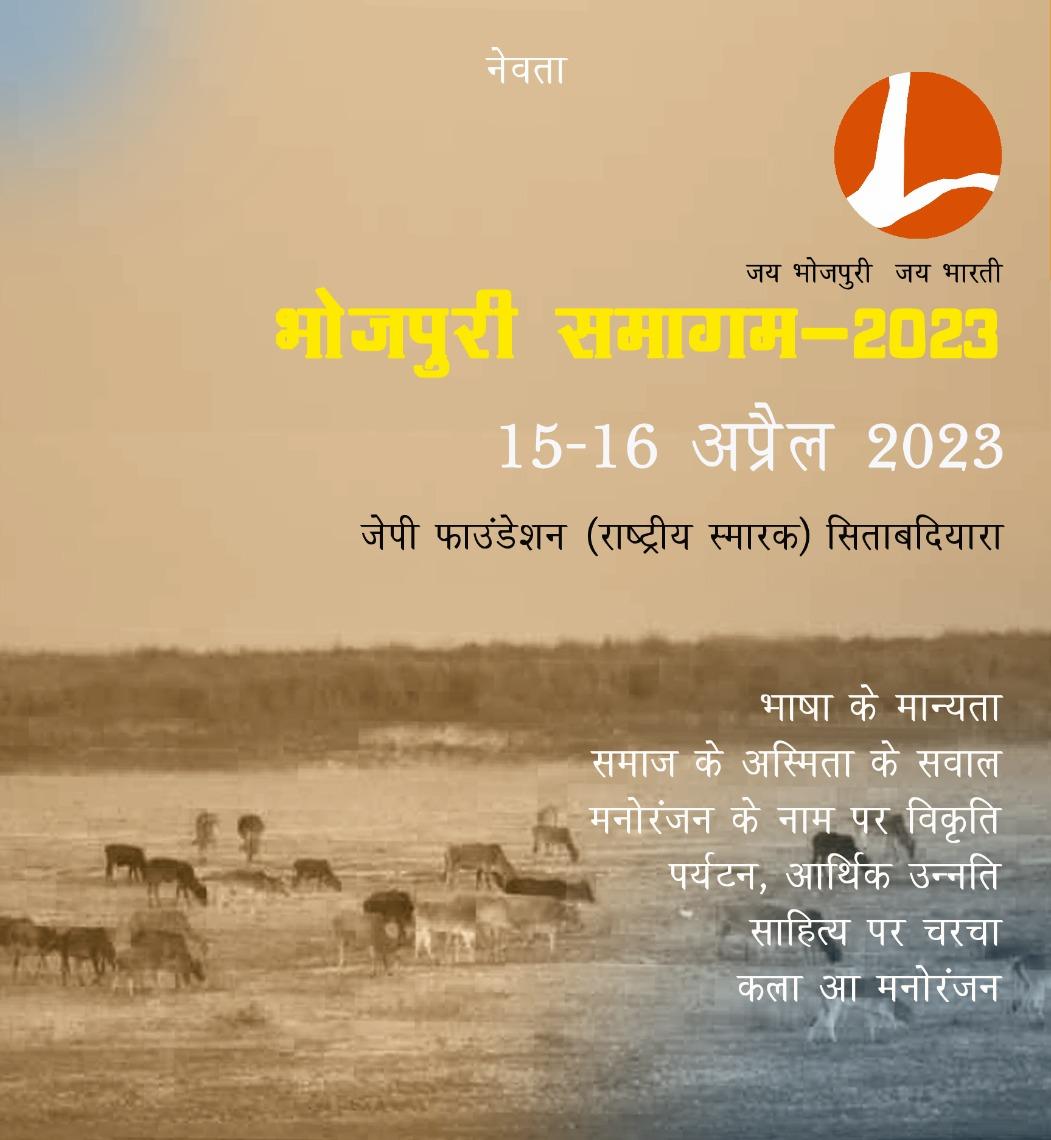 नेवता
जय भोजपुरी जय भारती
भोजपुरी समागम–2023
15-16 अप्रैल 2023
जेपी फाउंडेशन (राष्ट्रीय स्मारक) सिताबदियारा
भाषा के मान्यता
समाज के अस्मिता के सवाल
मनोरंजन के नाम पर विकृति
पर्यटन, आर्थिक उन्नति
साहित्य पर चरचा
कला आ मनोरंजन